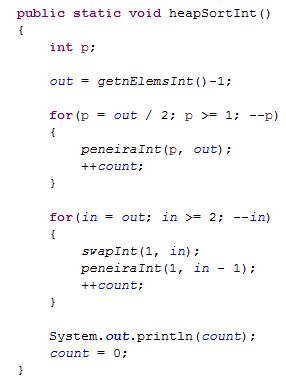 public static void heapSortInt()
{
    int p;
    out = getnElemsInt()-1;
    for(p = out / 2; p >= 1; --p)
    {
        peneiraInt(p, out);
        ++count;
    }
    for(in = out; in >= 2; --in)
    {
        swapInt(1, in);
        peneiraInt(1, in - 1);
        ++count;
    }
    System.out.println(count);
    count = 0;
}